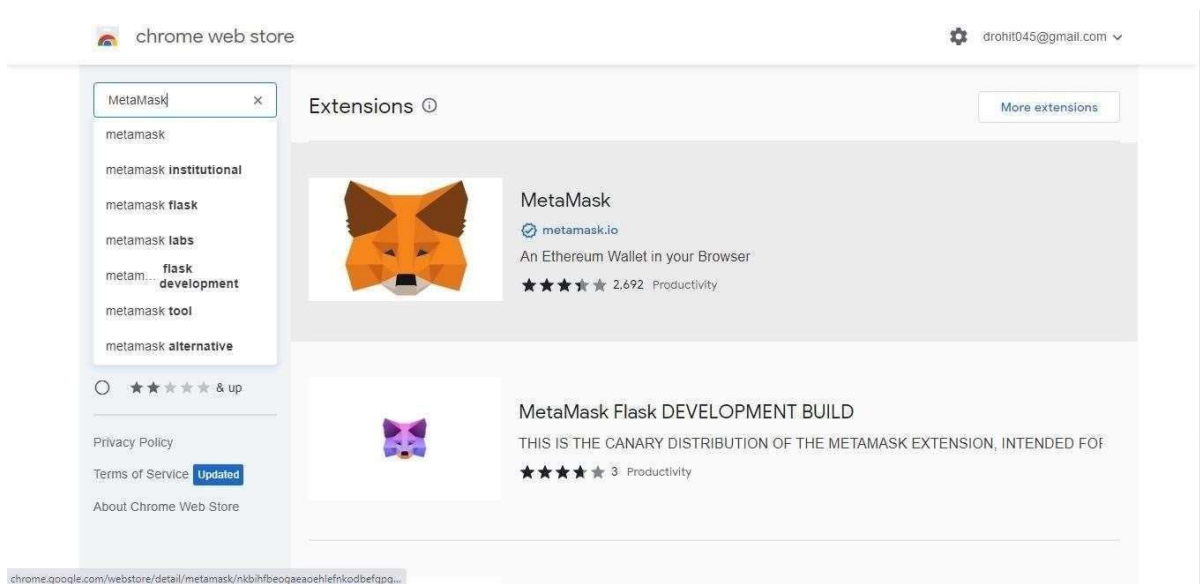 chrome web store
drohit045@gmail.com
MetaMask
metamask
metamask institutional
metamask flask
metamask labs
metam... flask development
metamask tool
metamask alternative
& up
Privacy Policy
Terms of Service Updated
About Chrome Web Store
Extensions
More extensions
MetaMask
metamask.io
An Ethereum Wallet in your Browser
2,692 Productivity
MetaMask Flask DEVELOPMENT BUILD
THIS IS THE CANARY DISTRIBUTION OF THE METAMASK EXTENSION, INTENDED FOR
3 Productivity
chrome.google.com/webstore/detail/metamask/nkbihfbeogaeaoehlefnkodbefgpg...